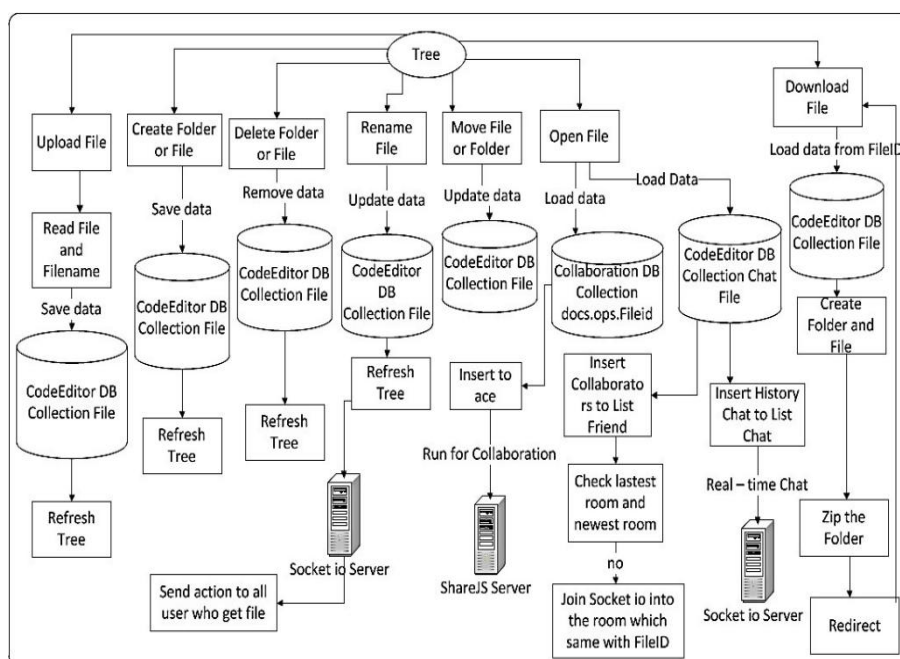 Tree
Upload File
Read File
and
Filename
Save data
CodeEditor DB
Collection File
Refresh
Tree
Create Folder
or File
Save data
CodeEditor DB
Collection File
Refresh
Tree
Delete Folder
or File
Remove data
CodeEditor DB
Collection File
Refresh Tree
Rename
File
Update data
CodeEditor
DB
Collection File
Refresh
Tree
Socket io Server
Send action to all
user who get file
Move File
or Folder
Update data
CodeEditor DB
Collection File
Open File
Load data
Collaboration DB
Collection
docs.ops.Fileid
Insert to
ace
Run for Collaboration
ShareJS Server
Load Data
CodeEditor DB
Collection Chat
File
Insert
Collaborato
rs to List
Friend
Check lastest
room and
newest room
no
Join Socket io into
the room which
same with FileID
Insert History
Chat to List
Chat
Real – time Chat
Socket io Server
Download
File
Load data from FileID
CodeEditor DB
Collection File
Create
Folder and
File
Zip the
Folder
Redirect